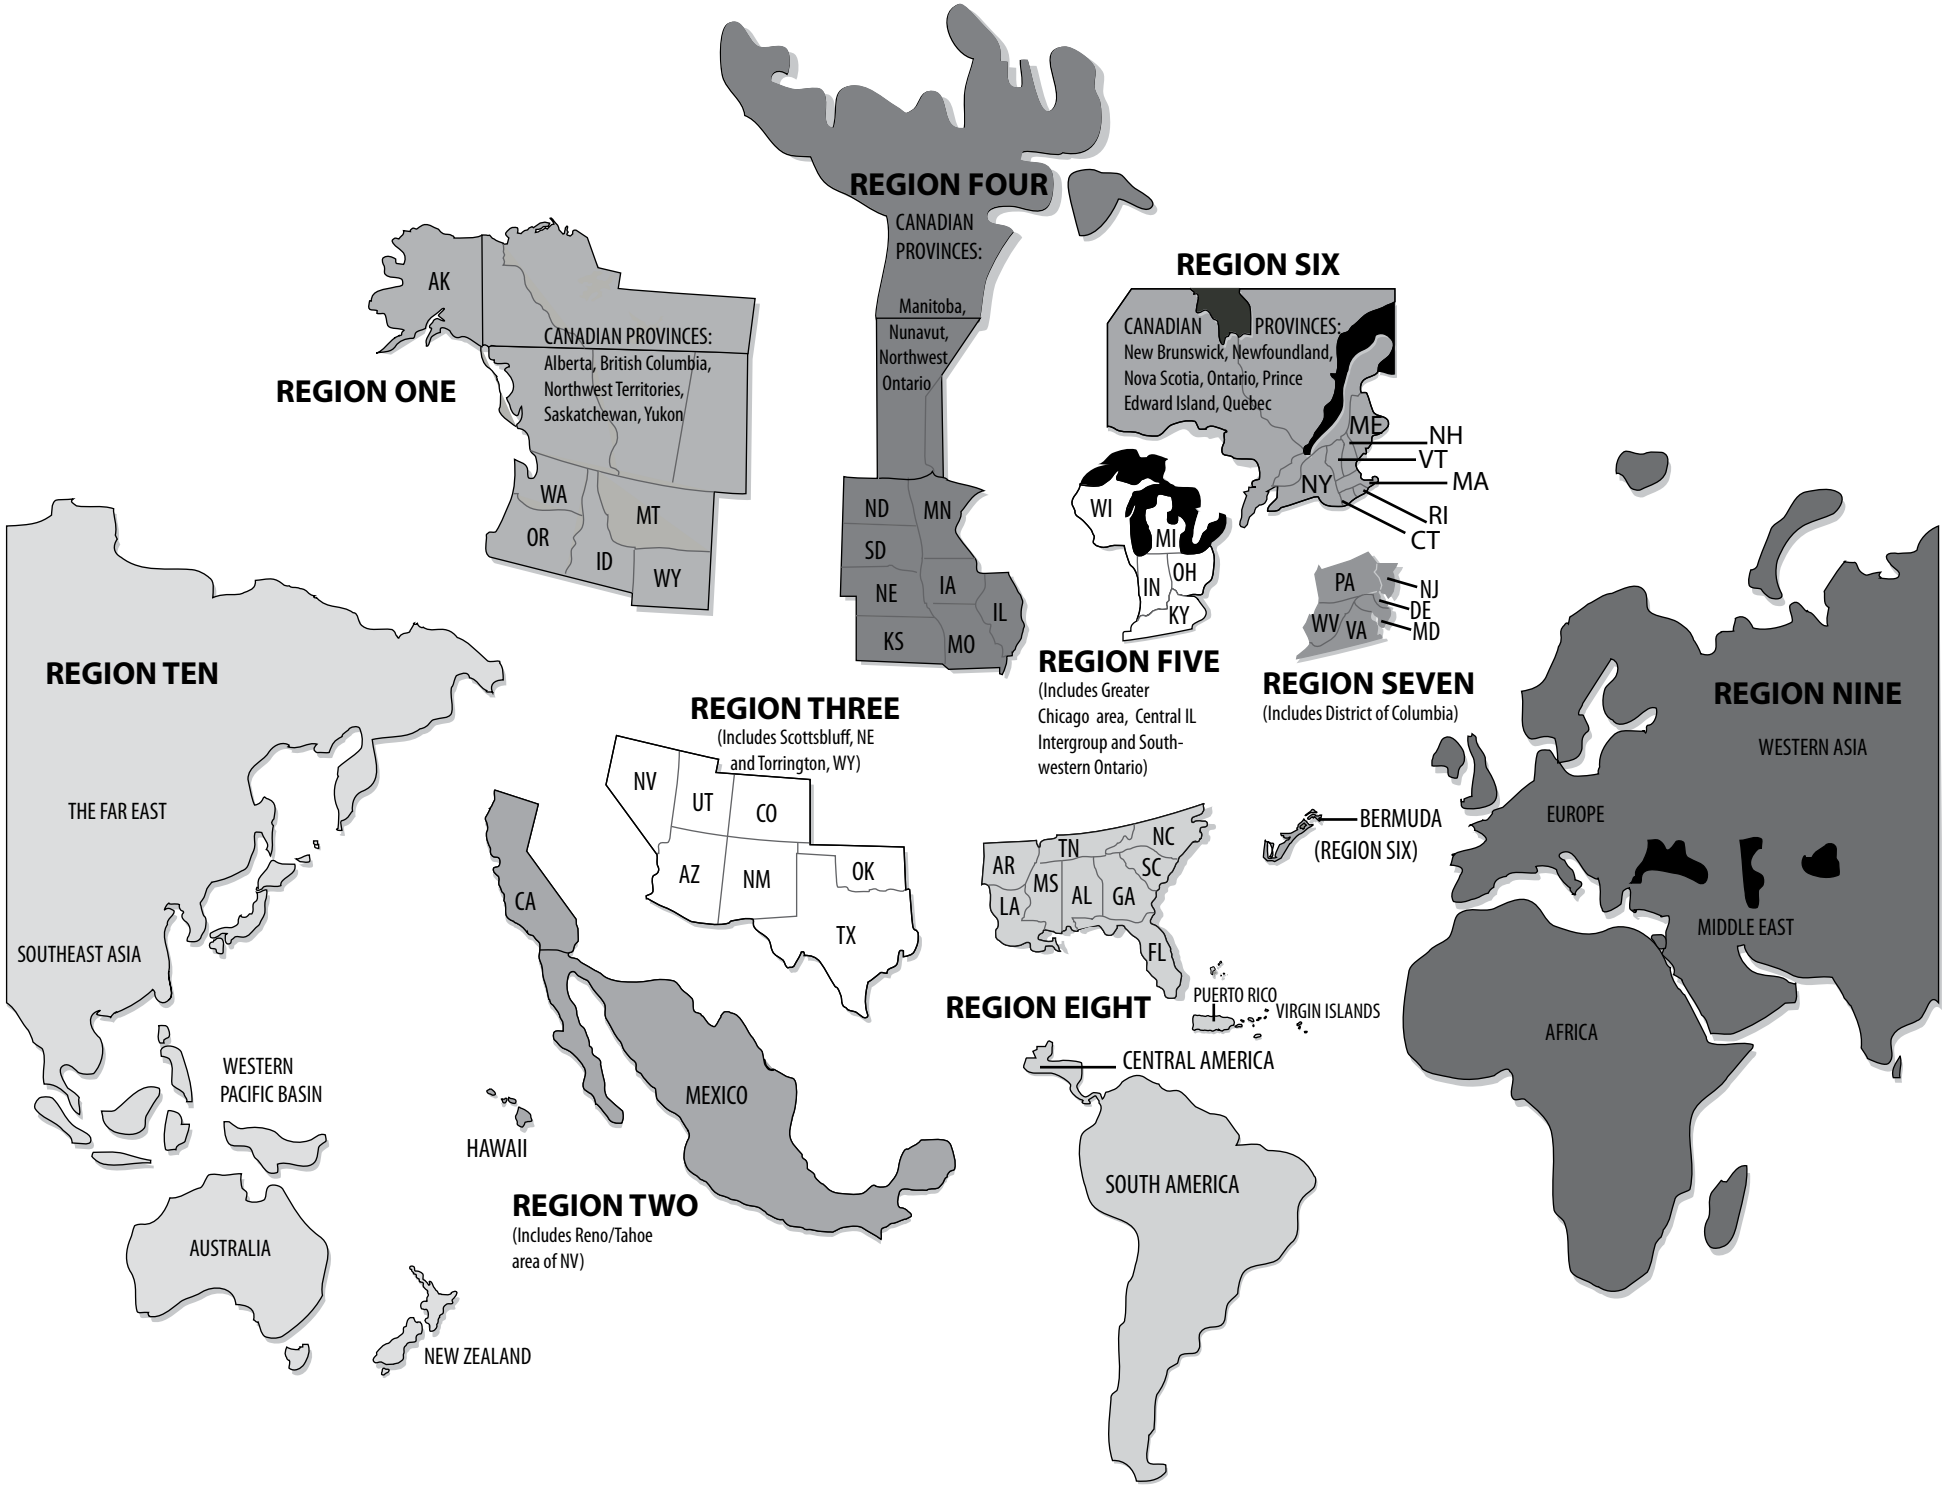 REGION FOUR
CANADIAN
PROVINCES:
Manitoba,
Nunavut,
Northwest
Ontario
ND
MN
SD
NE
IA
IL
KS
MO
REGION ONE
AK
CANADIAN PROVINCES:
Alberta, British Columbia,
Northwest Territories,
Saskatchewan, Yukon
WA
OR
ID
MT
WY
REGION SIX
CANADIAN PROVINCES:
New Brunswick, Newfoundland,
Nova Scotia, Ontario, Prince
Edward Island, Quebec
ME
NH
VT
NY
MA
RI
CT
WI
MI
IN
OH
KY
REGION FIVE
(Includes Greater
Chicago area, Central IL
Intergroup and South-
western Ontario)
PA
NJ
DE
MD
WV
VA
REGION SEVEN
(Includes District of Columbia)
REGION TEN
THE FAR EAST
SOUTHEAST ASIA
WESTERN
PACIFIC BASIN
AUSTRALIA
NEW ZEALAND
REGION THREE
(Includes Scottsbluff, NE
and Torrington, WY)
NV
UT
CO
AZ
NM
OK
TX
CA
MEXICO
HAWAII
REGION TWO
(Includes Reno/Tahoe
area of NV)
AR
TN
NC
SC
MS
AL
GA
LA
FL
REGION EIGHT
PUERTO RICO
VIRGIN ISLANDS
CENTRAL AMERICA
SOUTH AMERICA
BERMUDA
(REGION SIX)
REGION NINE
WESTERN ASIA
EUROPE
MIDDLE EAST
AFRICA